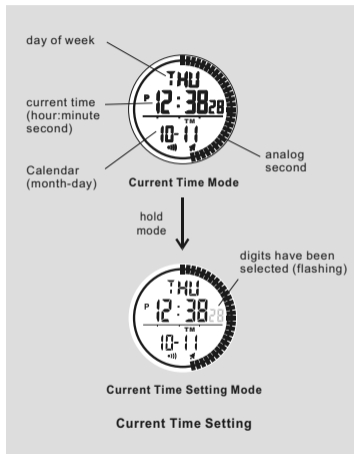 day of week
THU
current time
(hour:minute
second)
P 12:38 28
TM
10-11
Calendar
(month-day)
analog
second
Current Time Mode
hold
mode
digits have been
selected (flashing)
THU
P 12:38 28
TM
10-11
Current Time Setting Mode
Current Time Setting